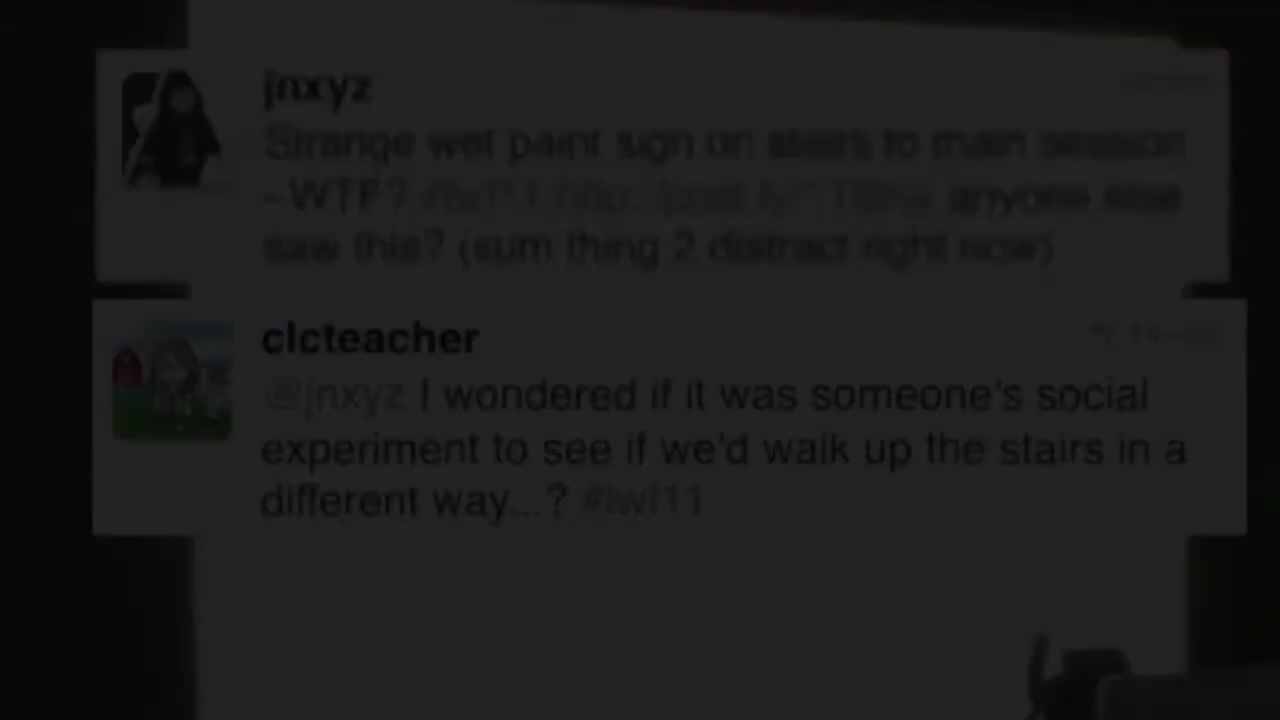 jnxyz
Strange wet paint sign on stairs to main session
- WTF? anyone else
saw this? (sum thing 2 distract right now)
clcteacher
@jnxyz I wondered if it was someone's social
experiment to see if we'd walk up the stairs in a
different way...? #lwf11